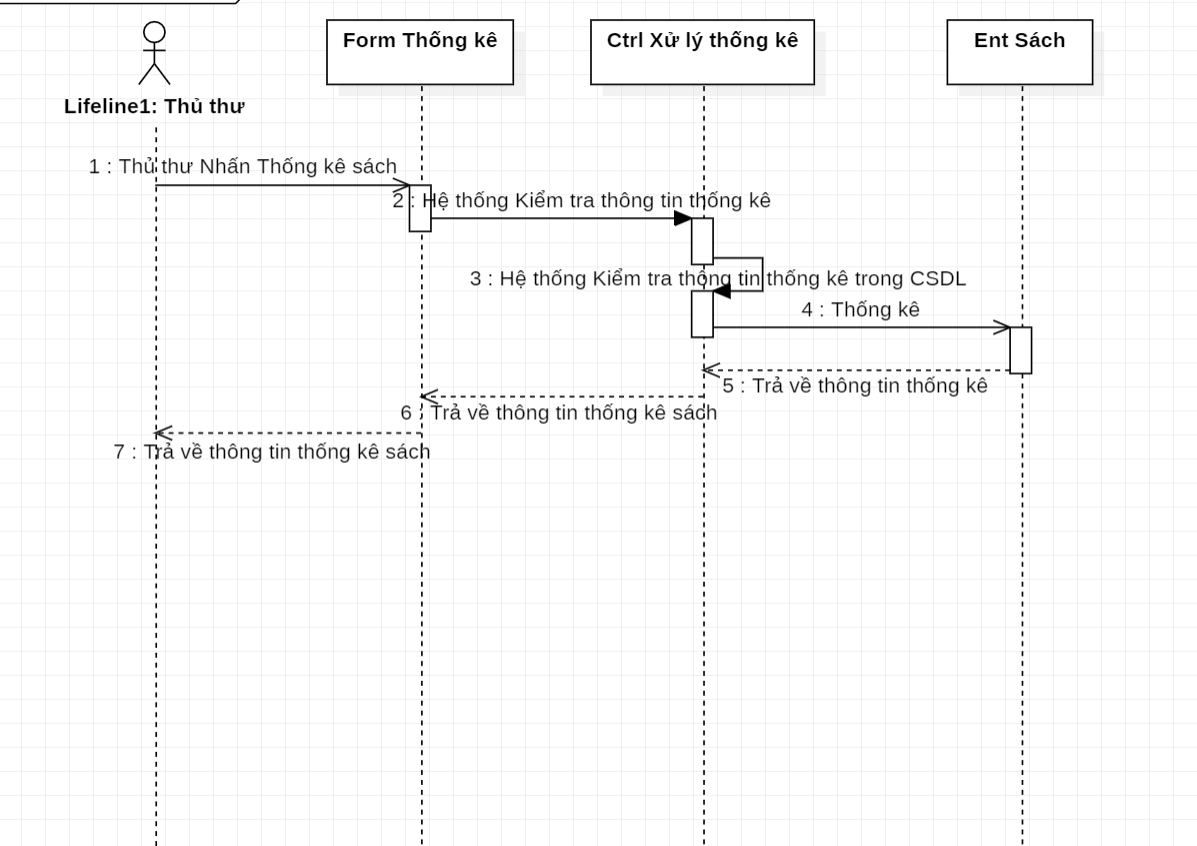 Form Thống kê
Ctrl Xử lý thống kê
Ent Sách
Lifeline1: Thủ thư
1 : Thủ thư Nhấn Thống kê sách
2 : Hệ thống Kiểm tra thông tin thống kê
3 : Hệ thống Kiểm tra thông tin thống kê trong CSDL
4 : Thống kê
5 : Trả về thông tin thống kê
6 : Trả về thông tin thống kê sách
7 : Trả về thông tin thống kê sách